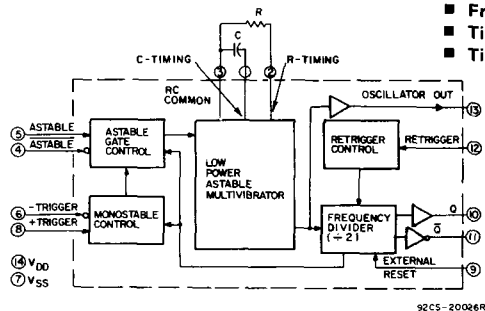 R
C
③ ②
C-TIMING
R-TIMING
RC
COMMON
■ Fr
■ Ti
■ Ti
OSCILLATOR OUT
⑬
⑤ ASTABLE
④ ASTABLE
ASTABLE
GATE
CONTROL
LOW
POWER
ASTABLE
MULTIVIBRATOR
RETRIGGER
CONTROL
RETRIGGER
⑫
⑥ -TRIGGER
⑧ +TRIGGER
MONOSTABLE
CONTROL
FREQUENCY
DIVIDER
(÷2)
Q ⑩
Q̅ ⑪
EXTERNAL
RESET
⑨
⑭ VDD
⑦ VSS
92CS-20026R